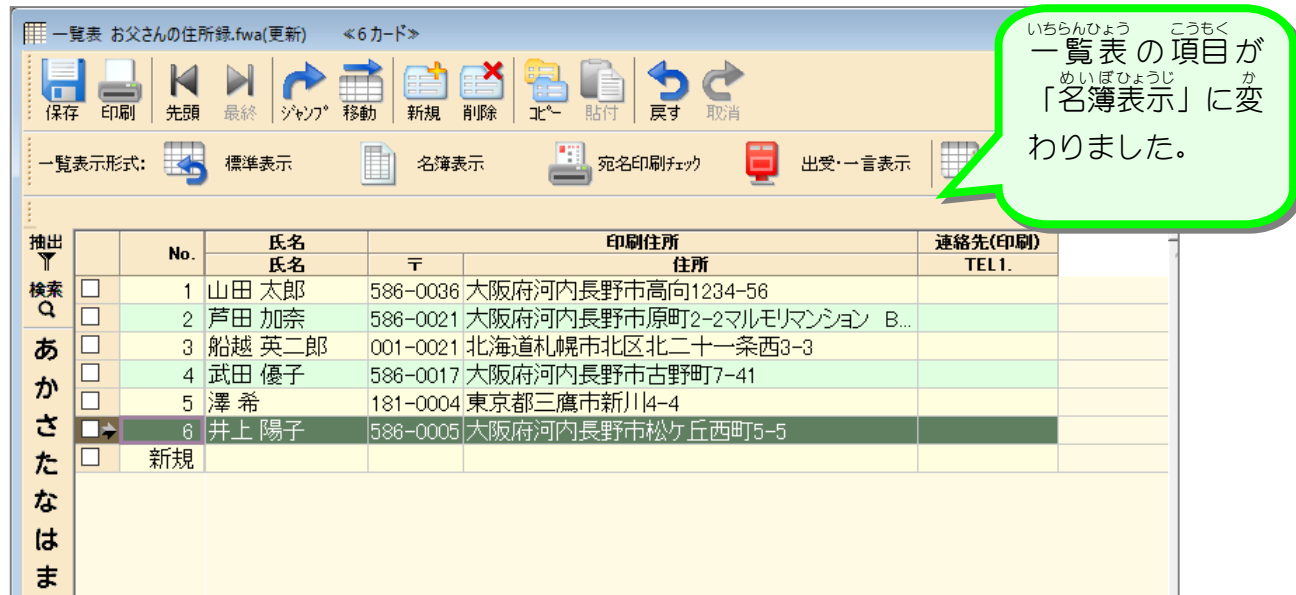 一覧表 お父さんの住所録.fwa(更新) ≪6カード≫
保存 印刷 先頭 最終 ジャンプ 移動 新規 削除 コピー 貼付 戻す 取消
一覧表示形式: 標準表示 名簿表示 宛名印刷チェック 出受・一言表示
いちらんひょう こうもく
一覧表の項目が
めいぼひょうじ か
「名簿表示」に変
わりました。
抽出
検索
あ
か
さ
た
な
は
ま
No. 氏名 印刷住所 連絡先(印刷)
氏名 〒 住所 TEL1.
1 山田 太郎 586-0036 大阪府河内長野市高向1234-56
2 芦田 加奈 586-0021 大阪府河内長野市原町2-2マルモリマンション B...
3 船越 英二郎 001-0021 北海道札幌市北区北二十一条西3-3
4 武田 優子 586-0017 大阪府河内長野市古野町7-41
5 澤 希 181-0004 東京都三鷹市新川4-4
6 井上 陽子 586-0005 大阪府河内長野市松ケ丘西町5-5
新規